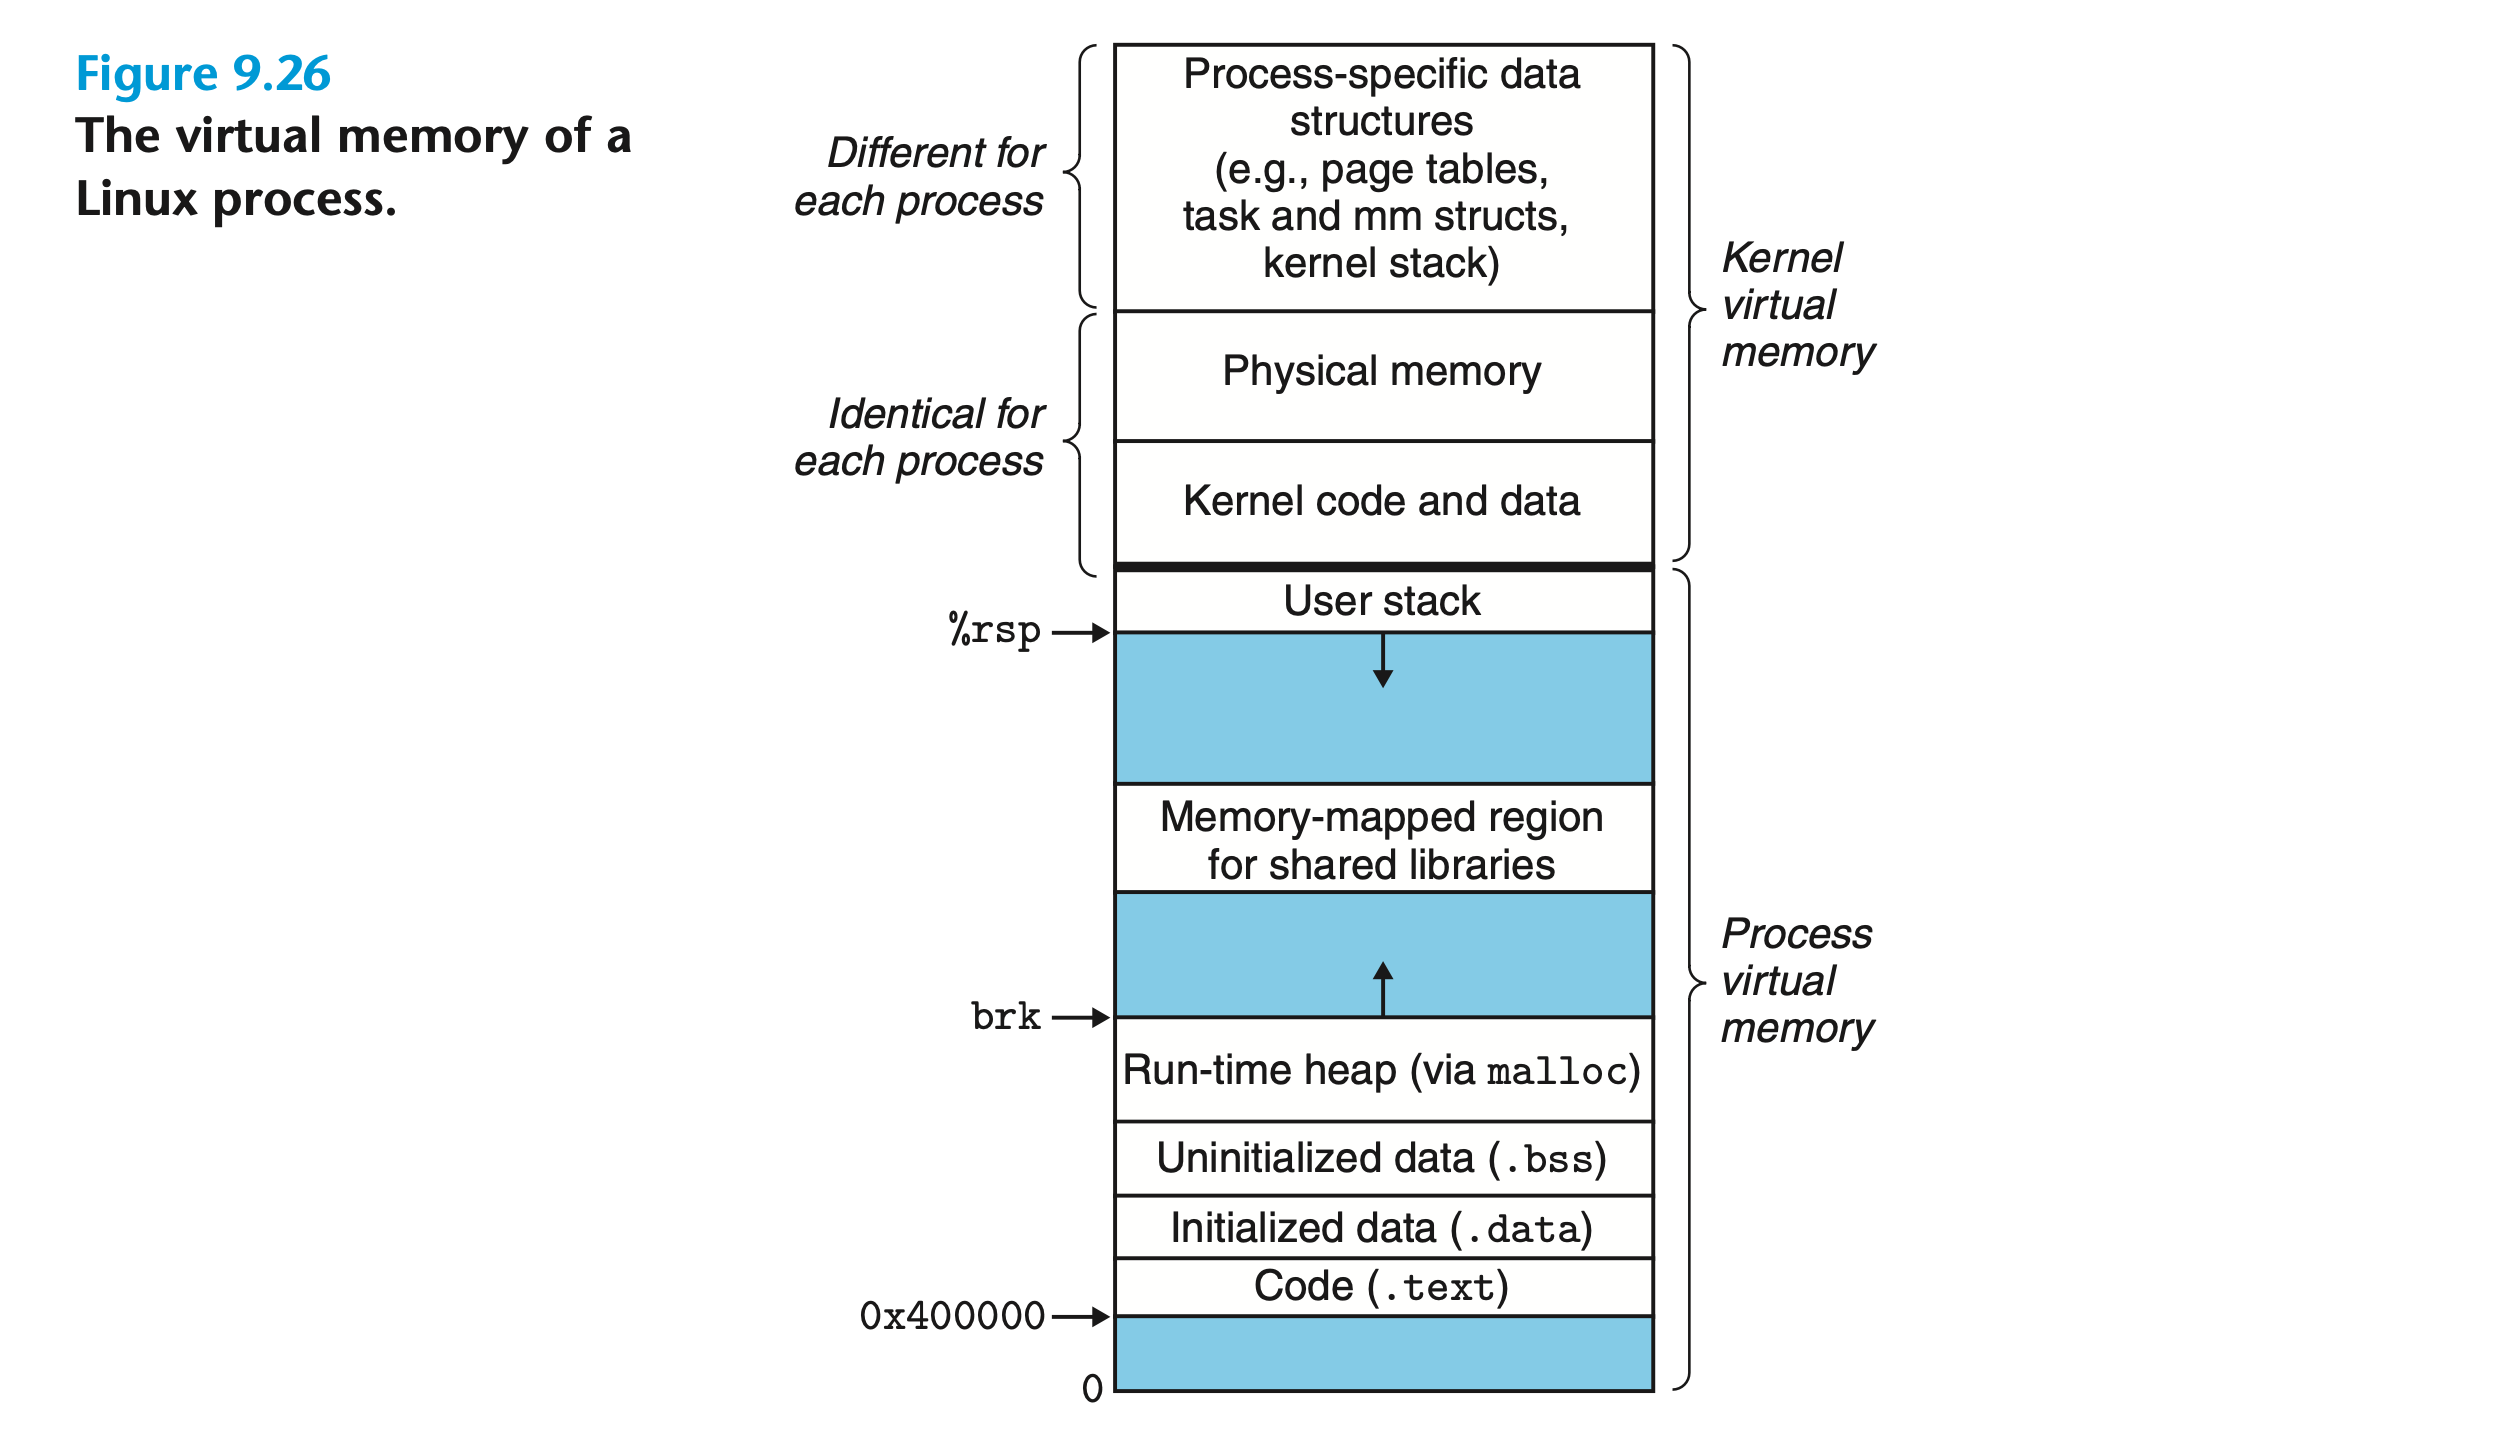 Figure 9.26
The virtual memory of a
Linux process.
Different for
each process
Process-specific data
structures
(e.g., page tables,
task and mm structs,
kernel stack)
Kernel
virtual
memory
Identical for
each process
Physical memory
Kernel code and data
User stack
%rsp
Memory-mapped region
for shared libraries
Process
virtual
memory
brk
Run-time heap (via malloc)
Uninitialized data (.bss)
Initialized data (.data)
Code (.text)
0x400000
0